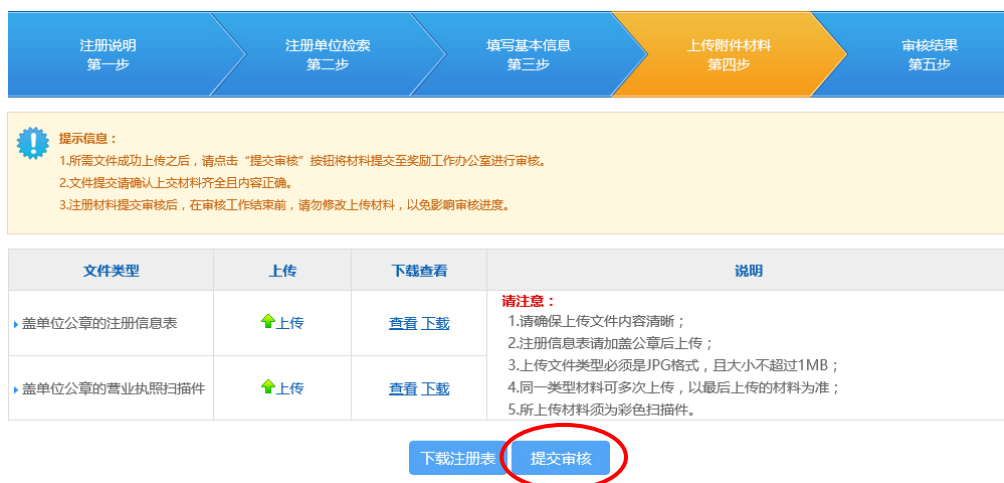 注册说明
第一步
注册单位检索
第二步
填写基本信息
第三步
上传附件材料
第四步
审核结果
第五步
提示信息：
1.所需文件成功上传之后，请点击“提交审核”按钮将材料提交至奖励工作办公室进行审核。
2.文件提交请确认上交材料齐全且内容正确。
3.注册材料提交审核后，在审核工作结束前，请勿修改上传材料，以免影响审核进度。
文件类型 上传 下载查看 说明
盖单位公章的注册信息表 上传 查看 下载
盖单位公章的营业执照扫描件 上传 查看 下载
请注意：
1.请确保上传文件内容清晰；
2.注册信息表请加盖公章后上传；
3.上传文件类型必须是JPG格式，且大小不超过1MB；
4.同一类型材料可多次上传，以最后上传的材料为准；
5.所上传材料须为彩色扫描件。
下载注册表 提交审核